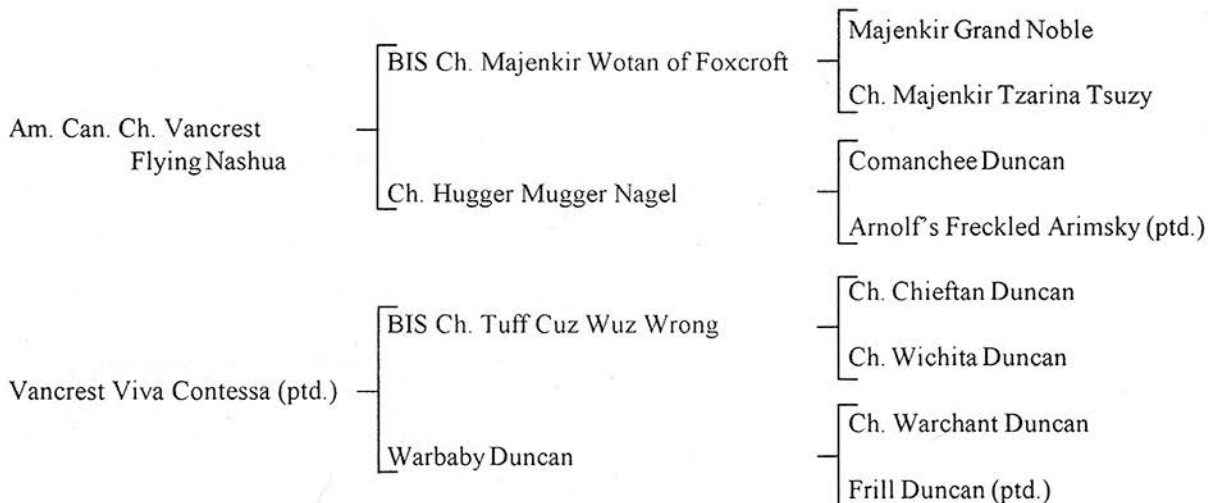 Majenkir Grand Noble
BIS Ch. Majenkir Wotan of Foxcroft
Ch. Majenkir Tzarina Tsuzy
Am. Can. Ch. Vancrest
Flying Nashua
Comanchee Duncan
Ch. Hugger Mugger Nagel
Arnolf's Freckled Arimsky (ptd.)
Ch. Chieftan Duncan
BIS Ch. Tuff Cuz Wuz Wrong
Ch. Wichita Duncan
Vancrest Viva Contessa (ptd.)
Ch. Warchant Duncan
Warbaby Duncan
Frill Duncan (ptd.)